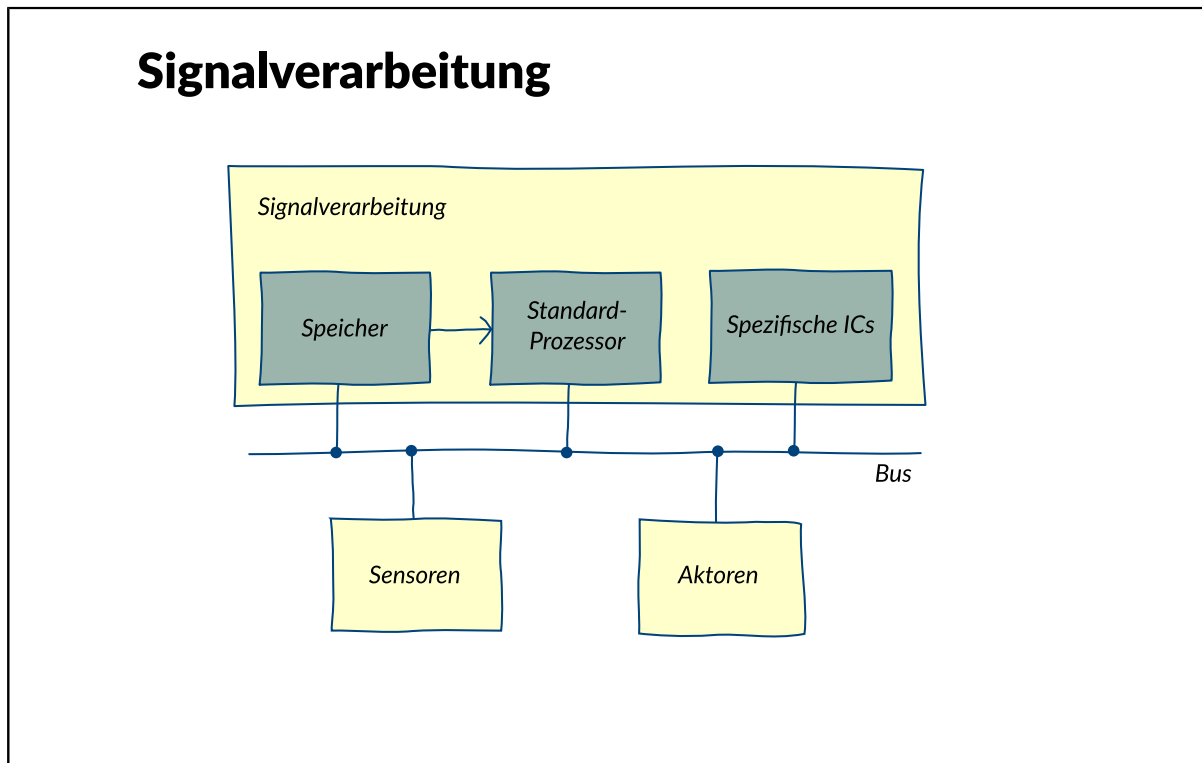 Signalverarbeitung
Signalverarbeitung
Speicher
Standard-
Prozessor
Spezifische ICs
Bus
Sensoren
Aktoren